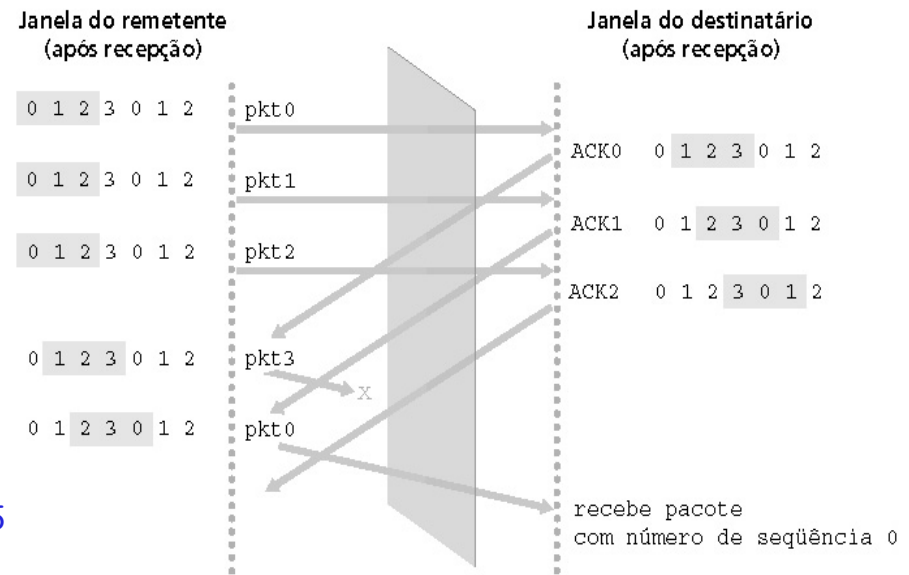 Janela do remetente
(após recepção)
Janela do destinatário
(após recepção)
0 1 2 3 0 1 2
pkt0
ACK0 0 1 2 3 0 1 2
0 1 2 3 0 1 2
pkt1
ACK1 0 1 2 3 0 1 2
0 1 2 3 0 1 2
pkt2
ACK2 0 1 2 3 0 1 2
0 1 2 3 0 1 2
pkt3
x
0 1 2 3 0 1 2
pkt0
5
recebe pacote
com número de seqüência 0